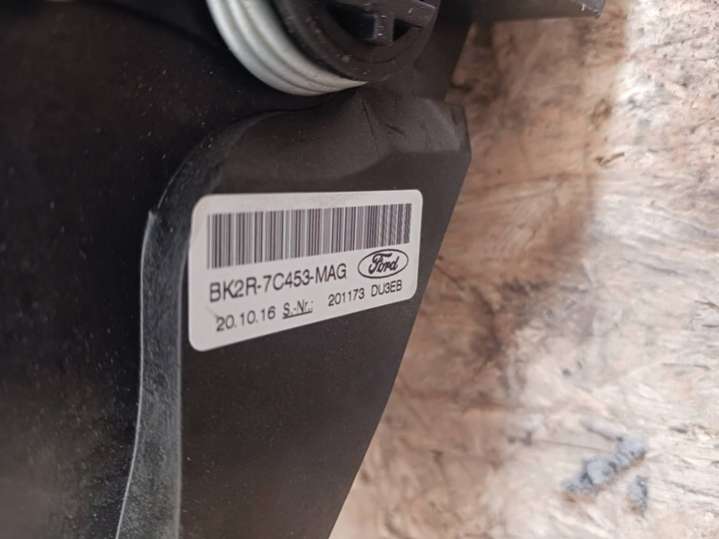 BK2R-7C453-MAG Ford
20.10.16 S.-Nr.: 201173 DU3EB